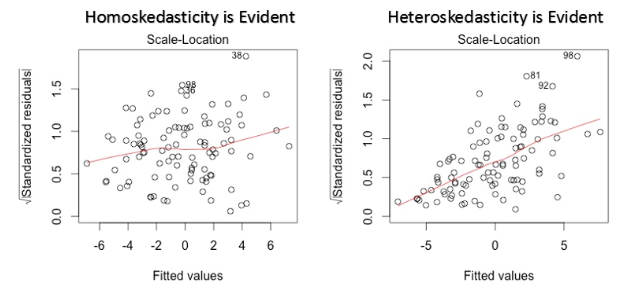 Homoskedasticity is Evident
Scale-Location
√|Standardized residuals|
0.0 0.5 1.0 1.5
38
98
36
-6 -4 -2 0 2 4 6
Fitted values
Heteroskedasticity is Evident
Scale-Location
√|Standardized residuals|
0.0 0.5 1.0 1.5 2.0
98
81
92
-5 0 5
Fitted values